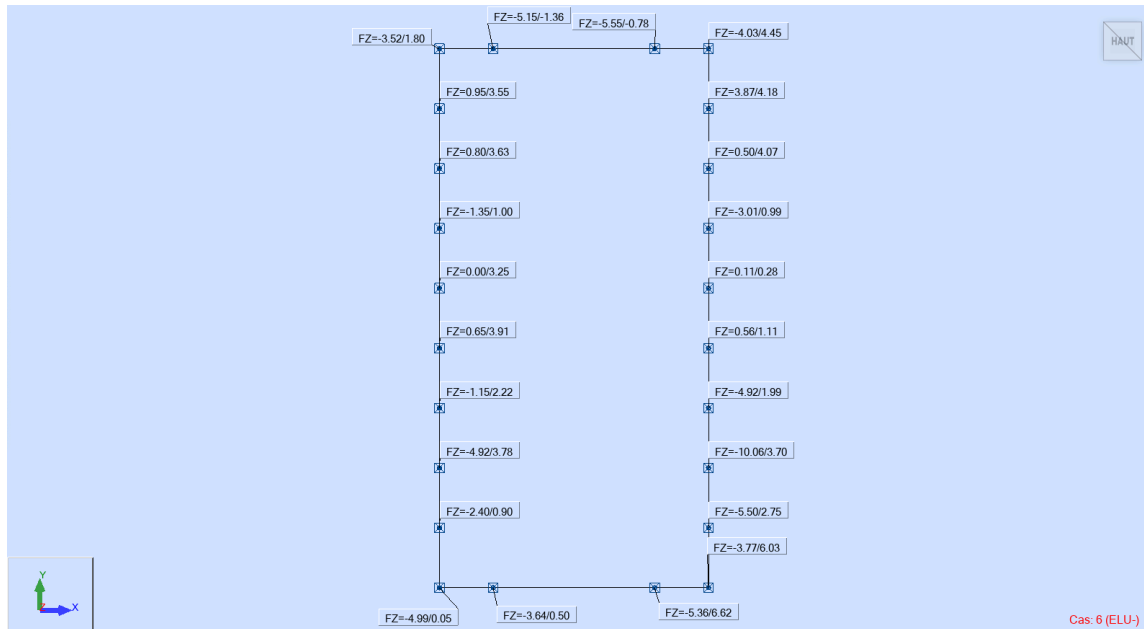 FZ=-5.15/-1.36
FZ=-5.55/-0.78
FZ=-3.52/1.80
FZ=-4.03/4.45
HAUT
FZ=0.95/3.55
FZ=3.87/4.18
FZ=0.80/3.63
FZ=0.50/4.07
FZ=-1.35/1.00
FZ=-3.01/0.99
FZ=0.00/3.25
FZ=0.11/0.28
FZ=0.65/3.91
FZ=0.56/1.11
FZ=-1.15/2.22
FZ=-4.92/1.99
FZ=-4.92/3.78
FZ=-10.06/3.70
FZ=-2.40/0.90
FZ=-5.50/2.75
FZ=-3.77/6.03
FZ=-4.99/0.05
FZ=-3.64/0.50
FZ=-5.36/6.62
Y
Z
X
Cas: 6 (ELU-)